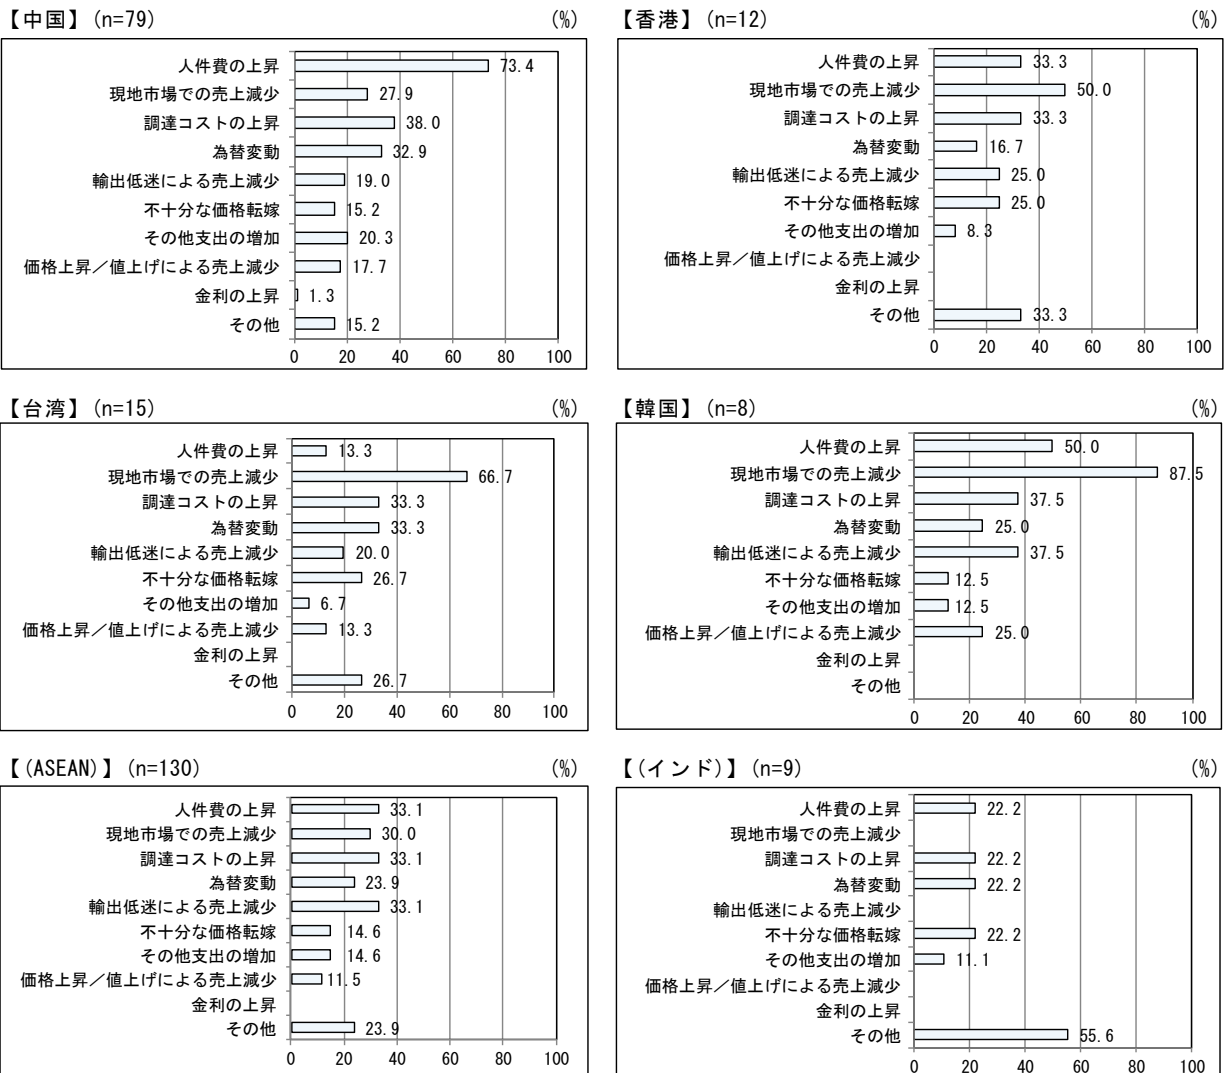 【中国】(n=79) (%)
人件費の上昇 73.4
現地市場での売上減少 27.9
調達コストの上昇 38.0
為替変動 32.9
輸出低迷による売上減少 19.0
不十分な価格転嫁 15.2
その他支出の増加 20.3
価格上昇／値上げによる売上減少 17.7
金利の上昇 1.3
その他 15.2
0 20 40 60 80 100
【香港】(n=12) (%)
人件費の上昇 33.3
現地市場での売上減少 50.0
調達コストの上昇 33.3
為替変動 16.7
輸出低迷による売上減少 25.0
不十分な価格転嫁 25.0
その他支出の増加 8.3
価格上昇／値上げによる売上減少
金利の上昇
その他 33.3
0 20 40 60 80 100
【台湾】(n=15) (%)
人件費の上昇 13.3
現地市場での売上減少 66.7
調達コストの上昇 33.3
為替変動 33.3
輸出低迷による売上減少 20.0
不十分な価格転嫁 26.7
その他支出の増加 6.7
価格上昇／値上げによる売上減少 13.3
金利の上昇
その他 26.7
0 20 40 60 80 100
【韓国】(n=8) (%)
人件費の上昇 50.0
現地市場での売上減少 87.5
調達コストの上昇 37.5
為替変動 25.0
輸出低迷による売上減少 37.5
不十分な価格転嫁 12.5
その他支出の増加 12.5
価格上昇／値上げによる売上減少 25.0
金利の上昇
その他
0 20 40 60 80 100
【(ASEAN)】(n=130) (%)
人件費の上昇 33.1
現地市場での売上減少 30.0
調達コストの上昇 33.1
為替変動 23.9
輸出低迷による売上減少 33.1
不十分な価格転嫁 14.6
その他支出の増加 14.6
価格上昇／値上げによる売上減少 11.5
金利の上昇
その他 23.9
0 20 40 60 80 100
【(インド)】(n=9) (%)
人件費の上昇 22.2
現地市場での売上減少
調達コストの上昇 22.2
為替変動 22.2
輸出低迷による売上減少
不十分な価格転嫁 22.2
その他支出の増加 11.1
価格上昇／値上げによる売上減少
金利の上昇
その他 55.6
0 20 40 60 80 100